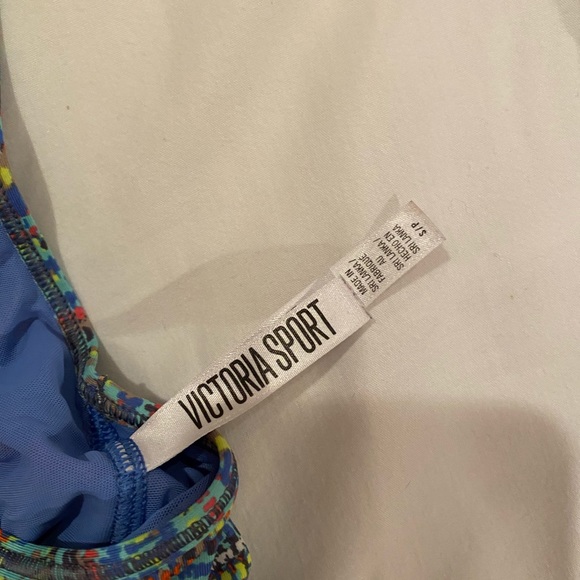 VICTORIA SPORT
MADE IN
SRI LANKA /
FABRIQUÉ
AU
SRI LANKA /
HECHO EN
SRI LANKA
S/P